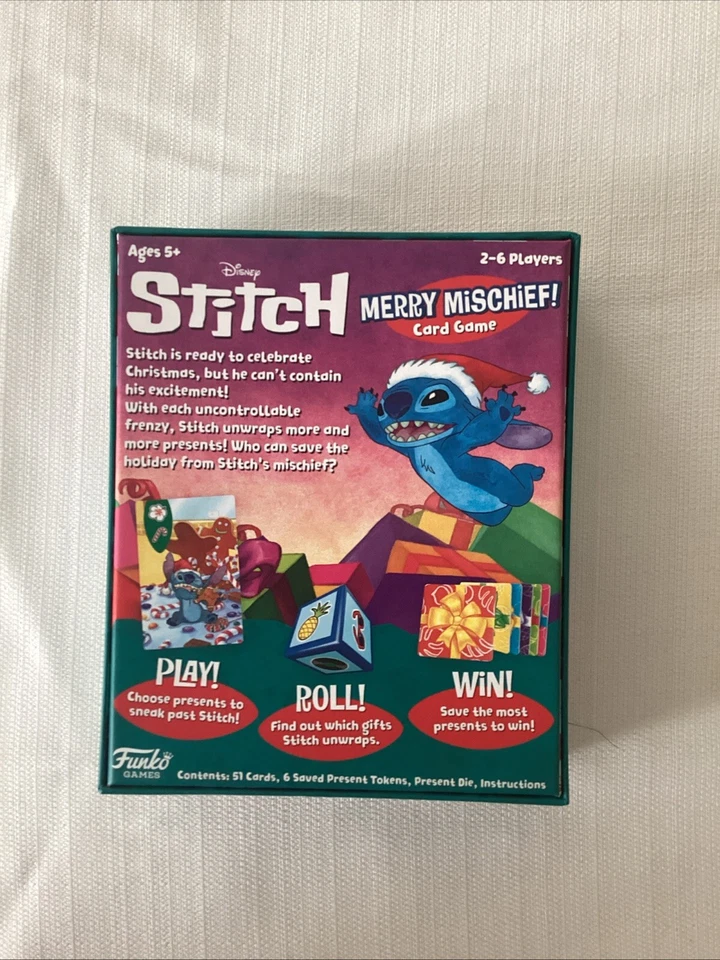 Ages 5+
2-6 Players
Disney
Stitch
MERRY MiSCHiEF!
Card Game
Stitch is ready to celebrate
Christmas, but he can't contain
his excitement!
With each uncontrollable
frenzy, Stitch unwraps more and
more presents! Who can save the
holiday from Stitch's mischief?
PLAY!
Choose presents to
sneak past Stitch!
ROLL!
Find out which gifts
Stitch unwraps.
WiN!
Save the most
presents to win!
Funko
GAMES
Contents: 51 Cards, 6 Saved Present Tokens, Present Die, Instructions